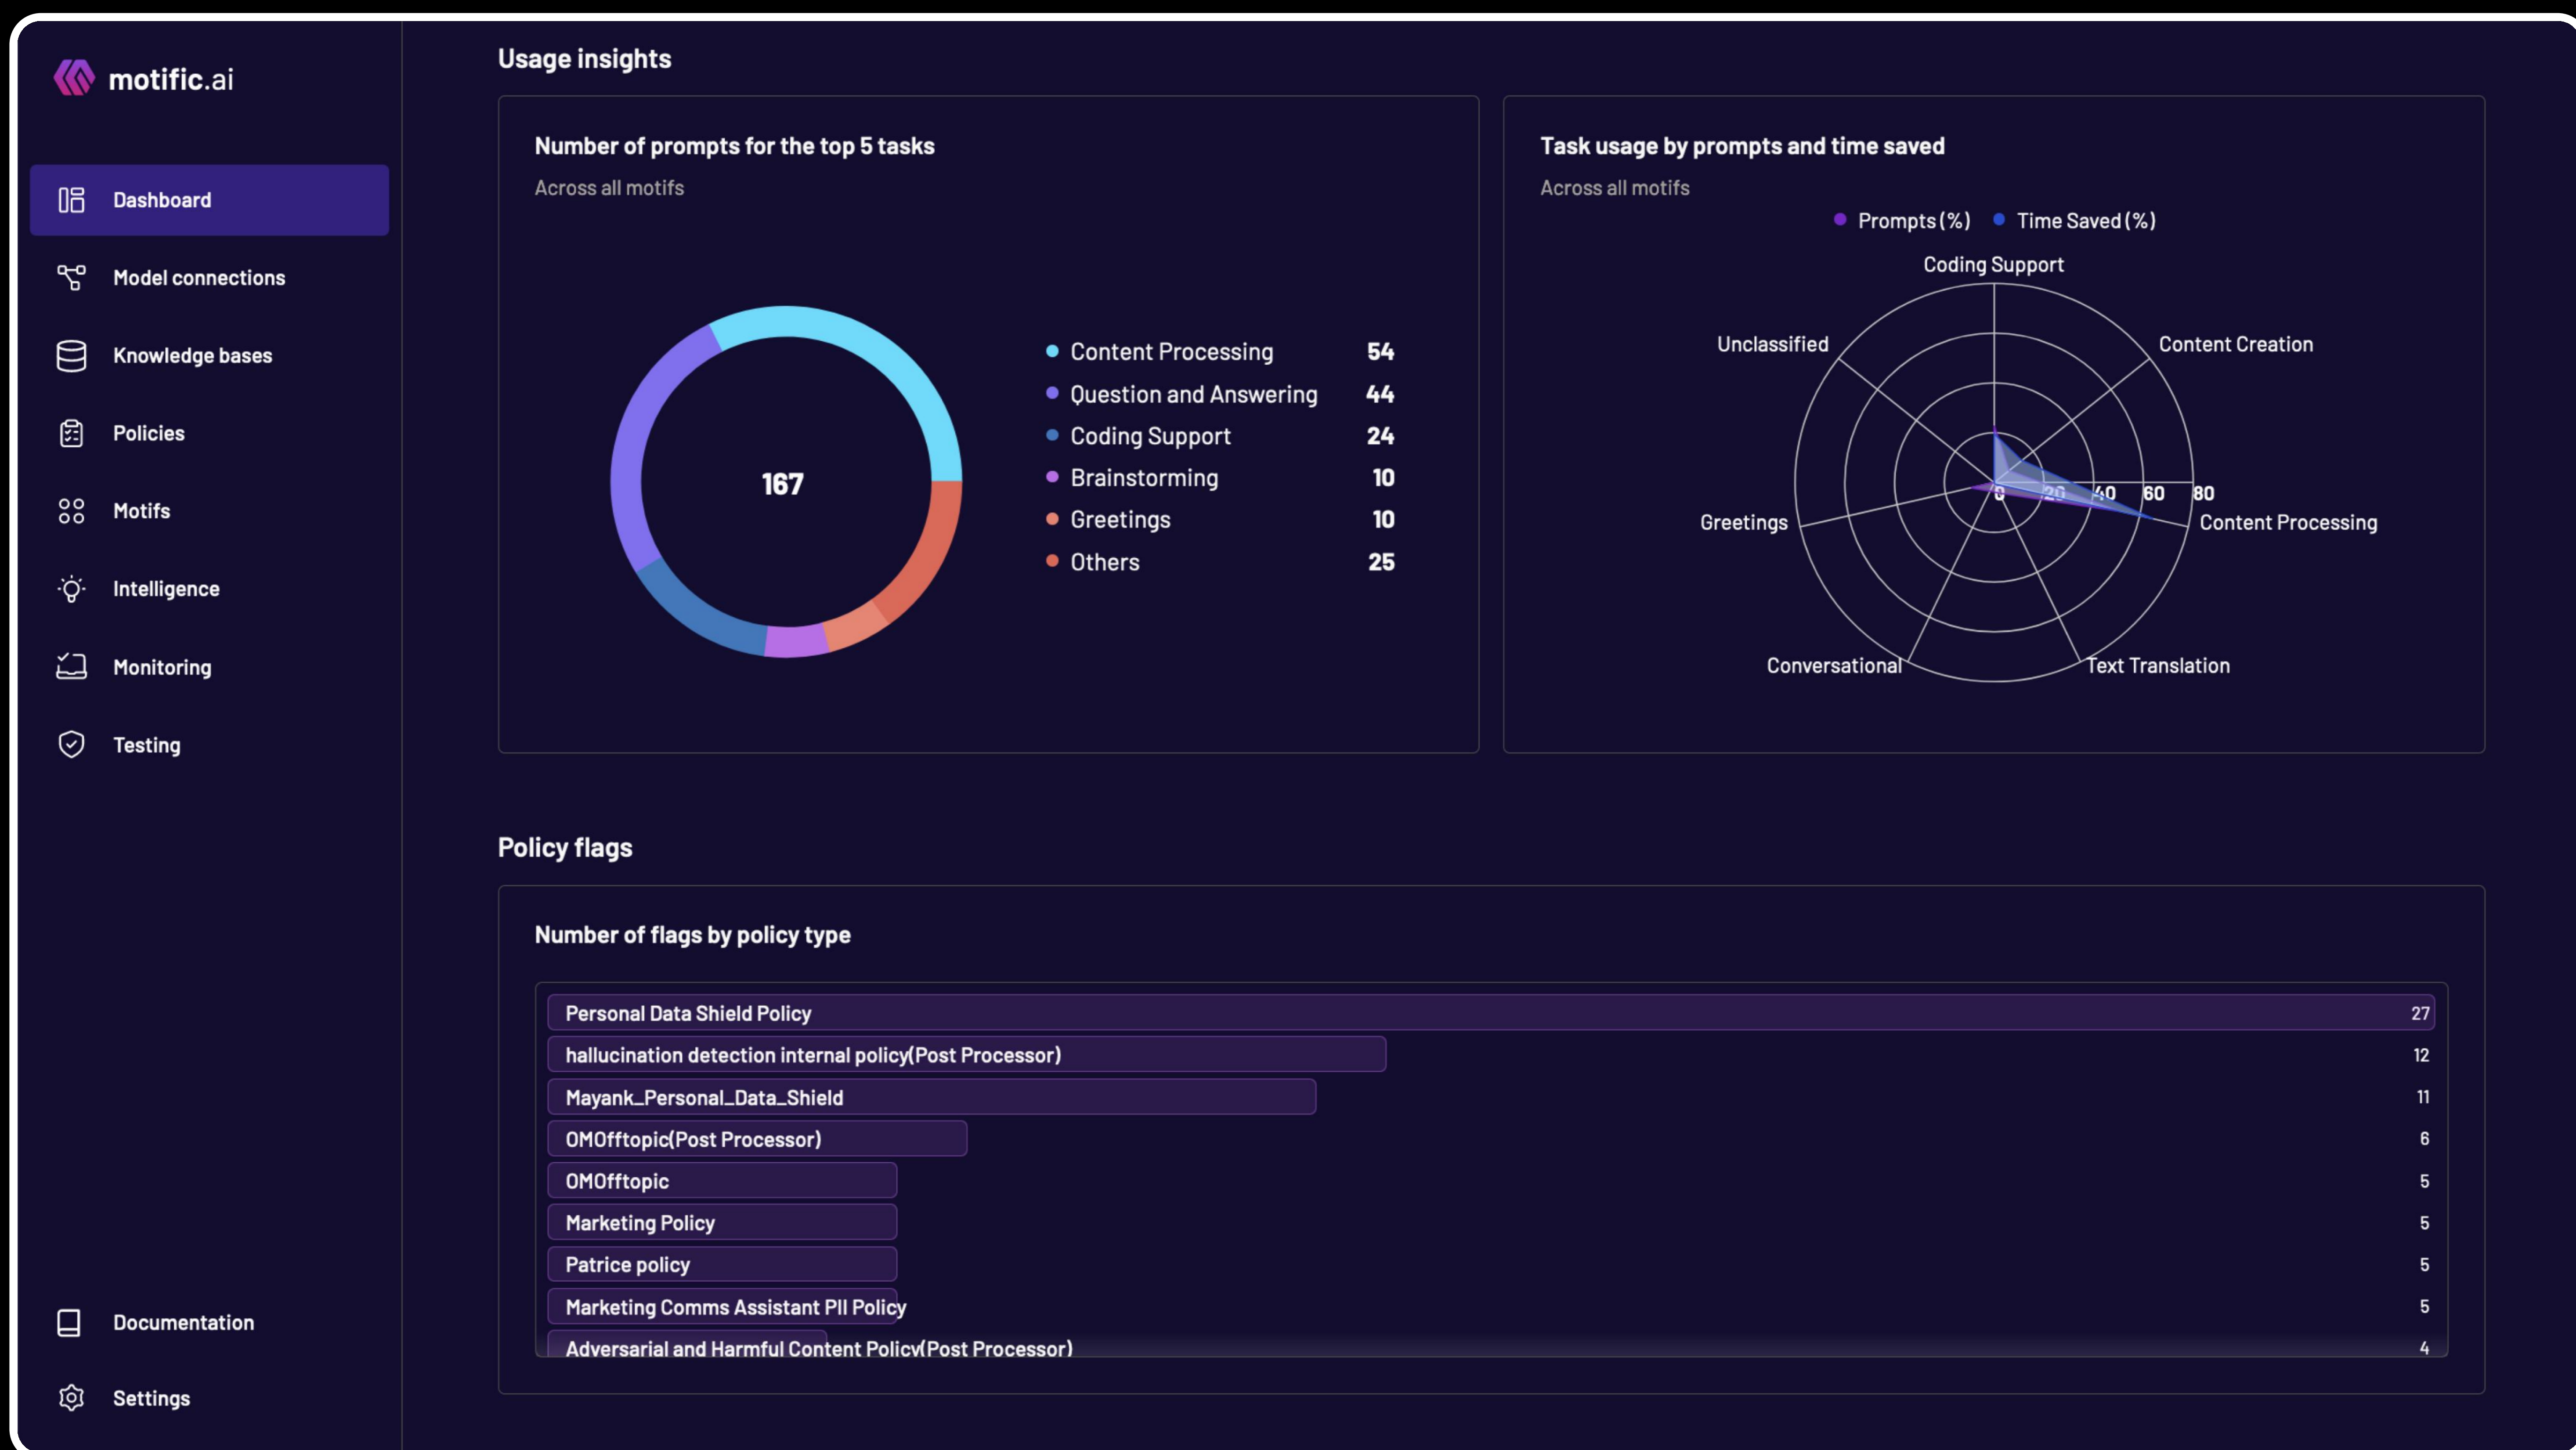 motific.ai
Dashboard
Model connections
Knowledge bases
Policies
Motifs
Intelligence
Monitoring
Testing
Documentation
Settings
Usage insights
Number of prompts for the top 5 tasks
Across all motifs
167
Content Processing 54
Question and Answering 44
Coding Support 24
Brainstorming 10
Greetings 10
Others 25
Task usage by prompts and time saved
Across all motifs
Prompts (%) Time Saved (%)
Coding Support
Unclassified
Content Creation
0 20 40 60 80
Greetings
Content Processing
Conversational
Text Translation
Policy flags
Number of flags by policy type
Personal Data Shield Policy 27
hallucination detection internal policy(Post Processor) 12
Mayank_Personal_Data_Shield 11
OMOfftopic(Post Processor) 6
OMOfftopic 5
Marketing Policy 5
Patrice policy 5
Marketing Comms Assistant PII Policy 5
Adversarial and Harmful Content Policy(Post Processor) 4